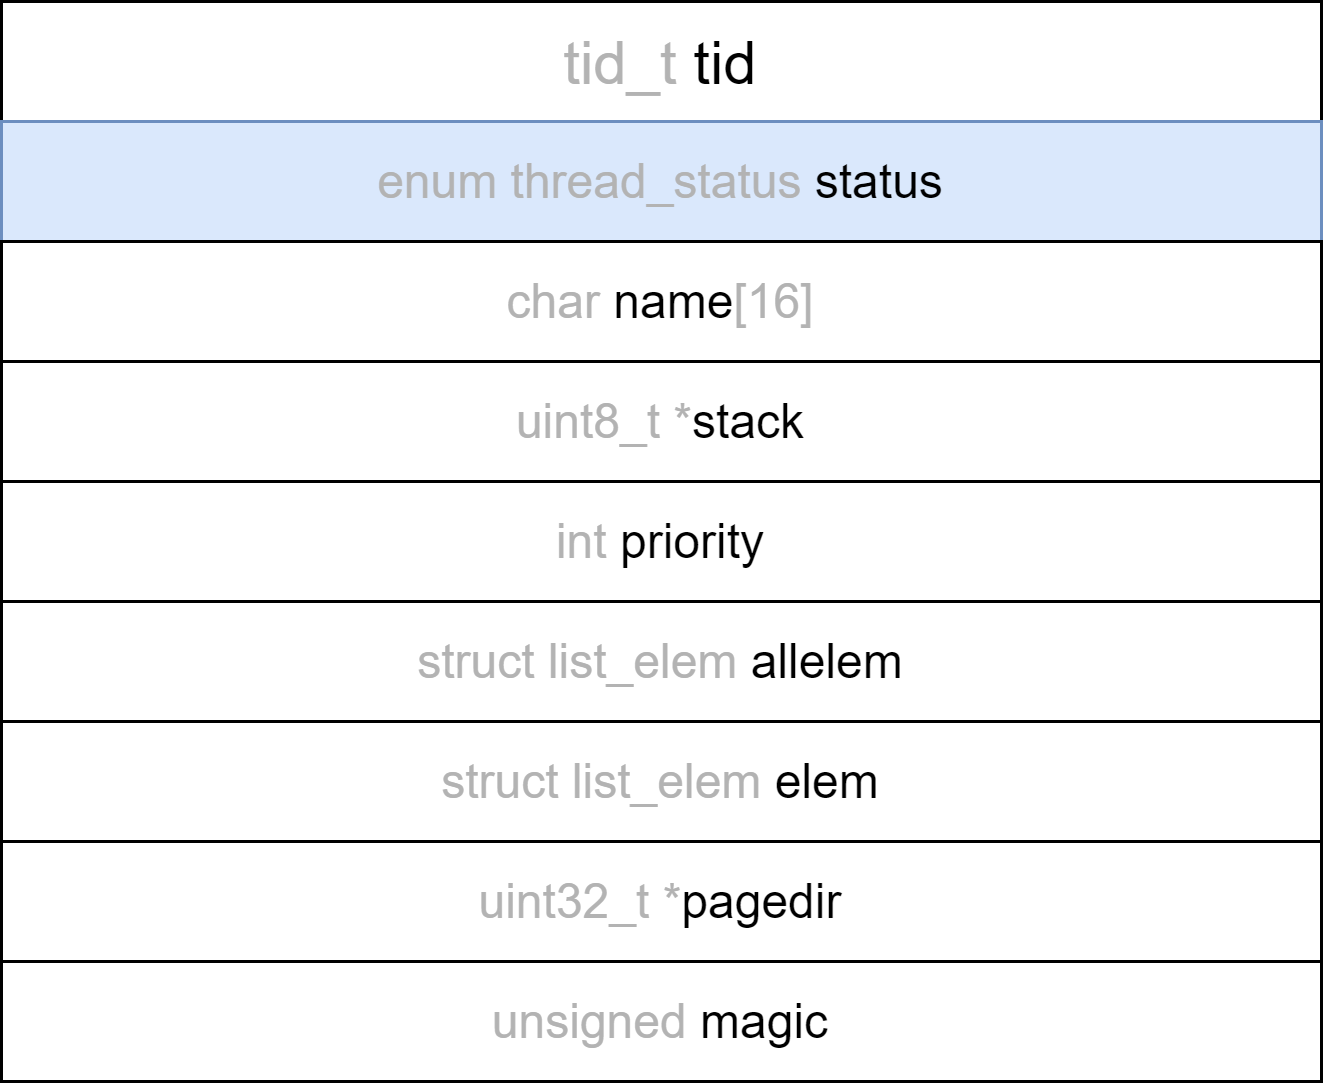 tid_t tid
enum thread_status status
char name[16]
uint8_t *stack
int priority
struct list_elem allelem
struct list_elem elem
uint32_t *pagedir
unsigned magic